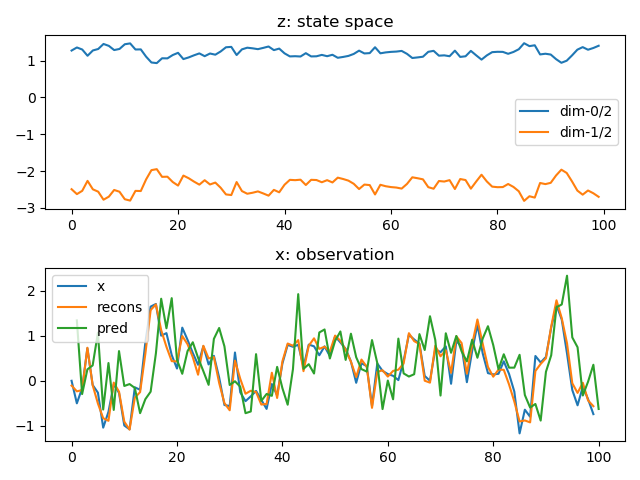 z: state space
1
0
−1
−2
−3
dim-0/2
dim-1/2
0 20 40 60 80 100
x: observation
2
1
0
−1
x
recons
pred
0 20 40 60 80 100